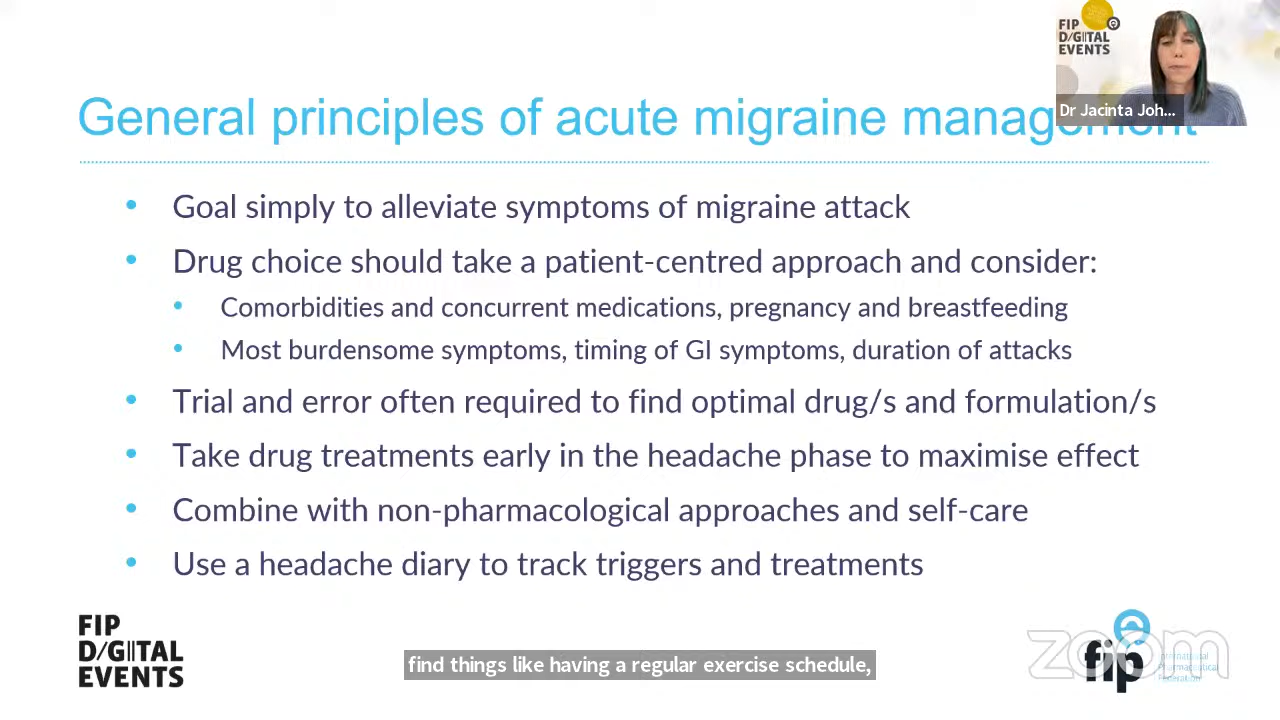 FIP
D/G|TAL
EVENTS
Dr Jacinta Joh...
General principles of acute migraine management
Goal simply to alleviate symptoms of migraine attack
Drug choice should take a patient-centred approach and consider:
Comorbidities and concurrent medications, pregnancy and breastfeeding
Most burdensome symptoms, timing of GI symptoms, duration of attacks
Trial and error often required to find optimal drug/s and formulation/s
Take drug treatments early in the headache phase to maximise effect
Combine with non-pharmacological approaches and self-care
Use a headache diary to track triggers and treatments
FIP
D/G|TAL
EVENTS
find things like having a regular exercise schedule,
zoom
fip
International
Pharmaceutical
Federation